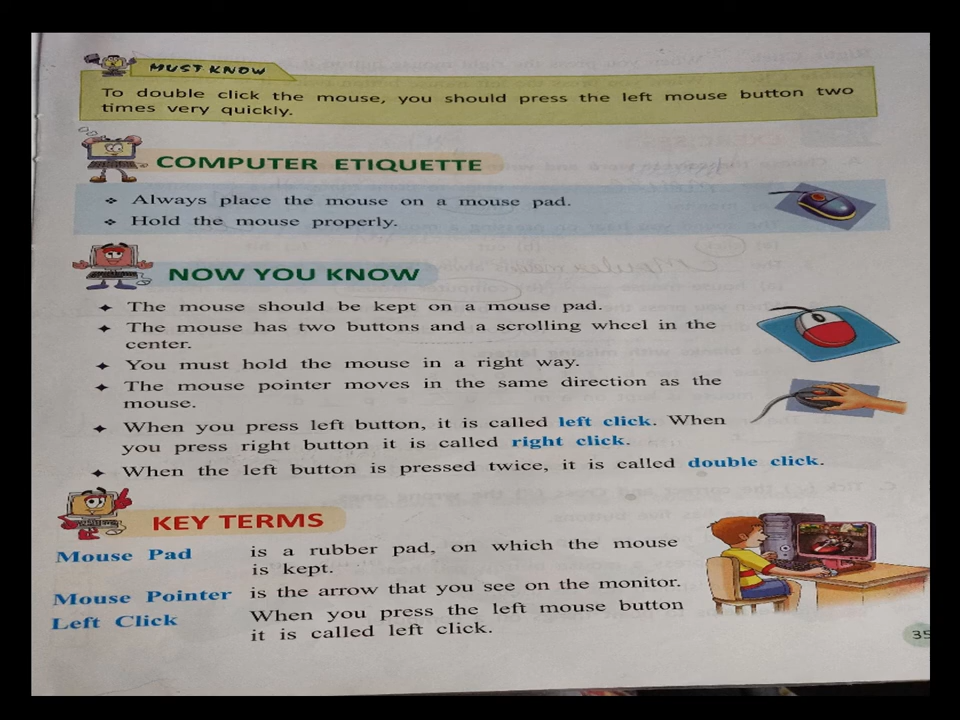 MUST KNOW
To double click the mouse, you should press the left mouse button two
times very quickly.
COMPUTER ETIQUETTE
❖ Always place the mouse on a mouse pad.
❖ Hold the mouse properly.
NOW YOU KNOW
✦ The mouse should be kept on a mouse pad.
✦ The mouse has two buttons and a scrolling wheel in the
center.
✦ You must hold the mouse in a right way.
✦ The mouse pointer moves in the same direction as the
mouse.
✦ When you press left button, it is called left click. When
you press right button it is called right click.
✦ When the left button is pressed twice, it is called double click.
KEY TERMS
Mouse Pad is a rubber pad, on which the mouse
is kept.
Mouse Pointer is the arrow that you see on the monitor.
Left Click When you press the left mouse button
it is called left click.
35